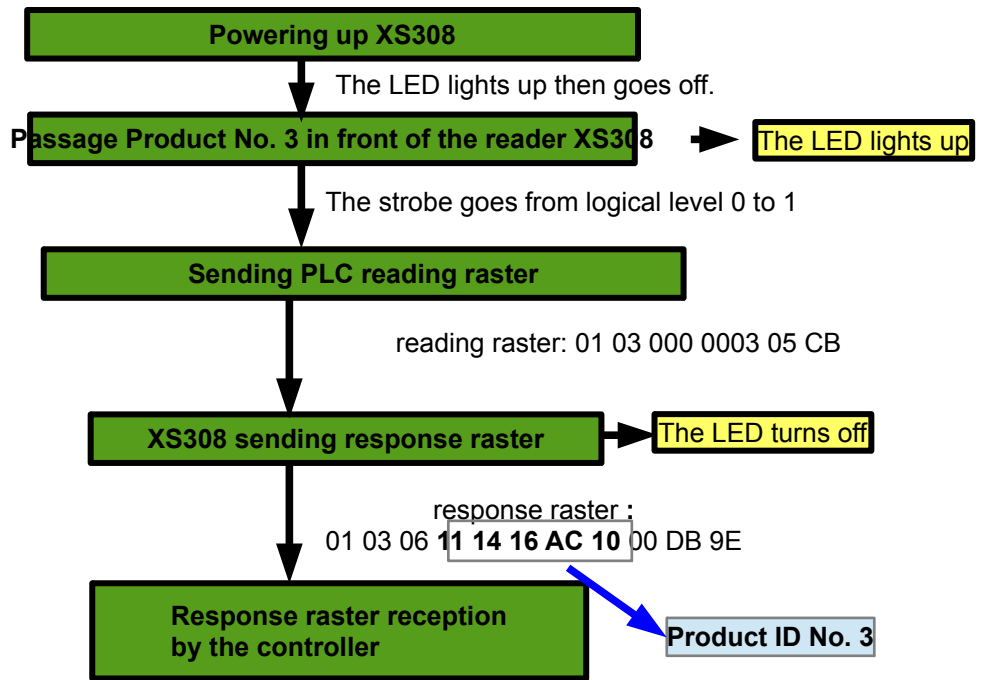 Powering up XS308
The LED lights up then goes off.
Passage Product No. 3 in front of the reader XS308
The LED lights up
The strobe goes from logical level 0 to 1
Sending PLC reading raster
reading raster: 01 03 000 0003 05 CB
XS308 sending response raster
The LED turns off
response raster :
01 03 06 11 14 16 AC 10 00 DB 9E
Response raster reception
by the controller
Product ID No. 3